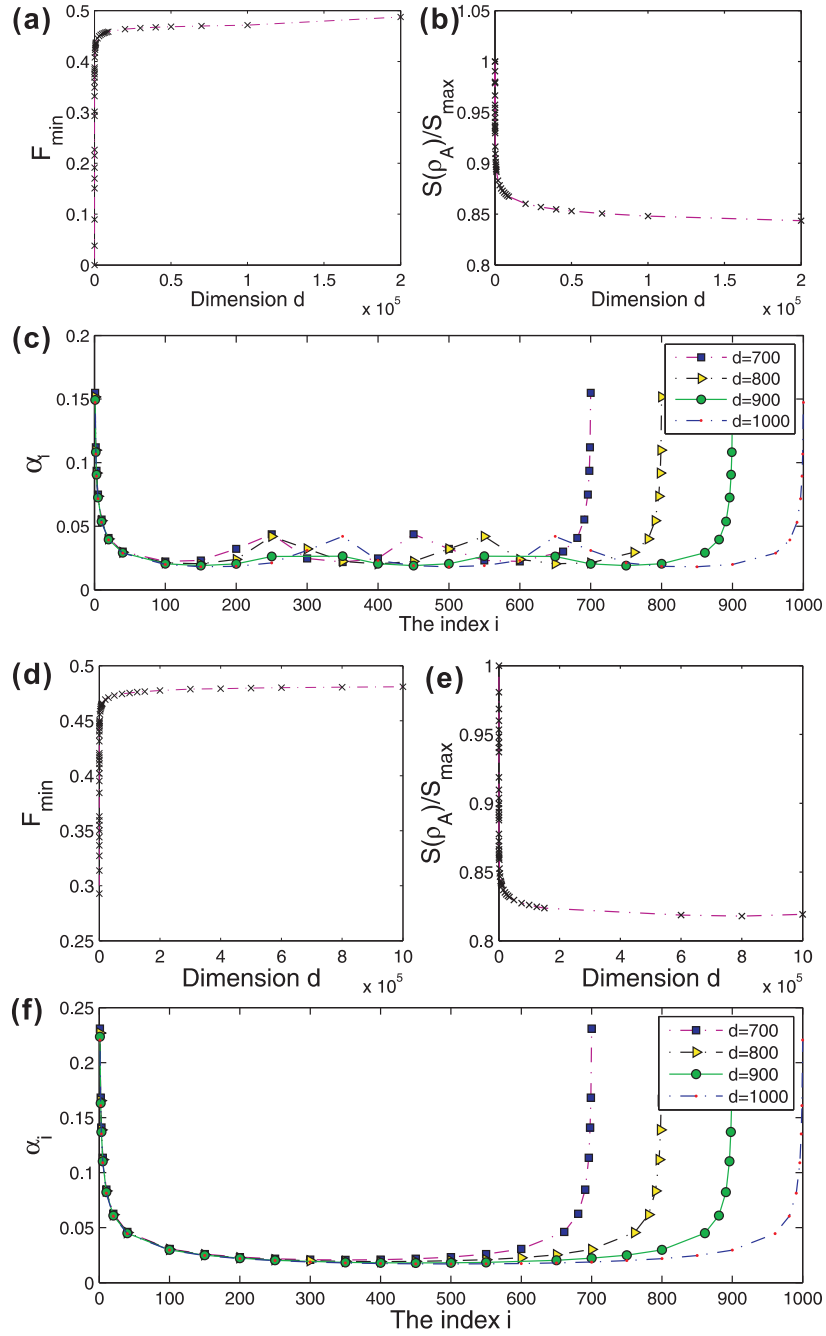 (a)
0.5
0.4
0.3
0.2
0.1
0
F_min
0 0.5 1 1.5 2
Dimension d
x 10^5
(b)
1.05
1
0.95
0.9
0.85
0.8
S(ρ_A)/S_max
0 0.5 1 1.5 2
Dimension d
x 10^5
(c)
0.2
0.15
0.1
0.05
0
α_i
0 100 200 300 400 500 600 700 800 900 1000
The index i
d=700
d=800
d=900
d=1000
(d)
0.5
0.45
0.4
0.35
0.3
0.25
F_min
0 2 4 6 8 10
Dimension d
x 10^5
(e)
1
0.95
0.9
0.85
0.8
S(ρ_A)/S_max
0 2 4 6 8 10
Dimension d
x 10^5
(f)
0.25
0.2
0.15
0.1
0.05
0
α_i
0 100 200 300 400 500 600 700 800 900 1000
The index i
d=700
d=800
d=900
d=1000